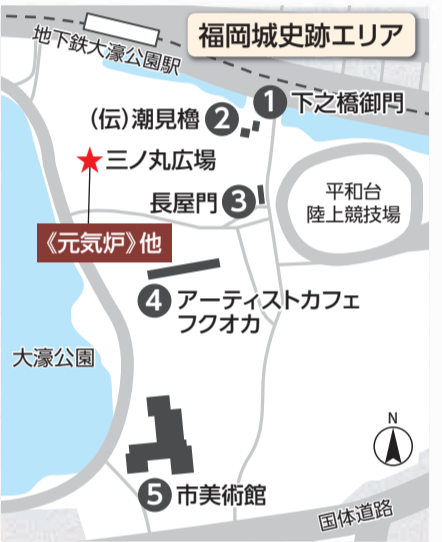 福岡城史跡エリア
地下鉄大濠公園駅
1 下之橋御門
(伝)潮見櫓 2
★三ノ丸広場
長屋門 3
平和台
陸上競技場
《元気炉》他
4 アーティストカフェ
フクオカ
大濠公園
N
5 市美術館
国体道路